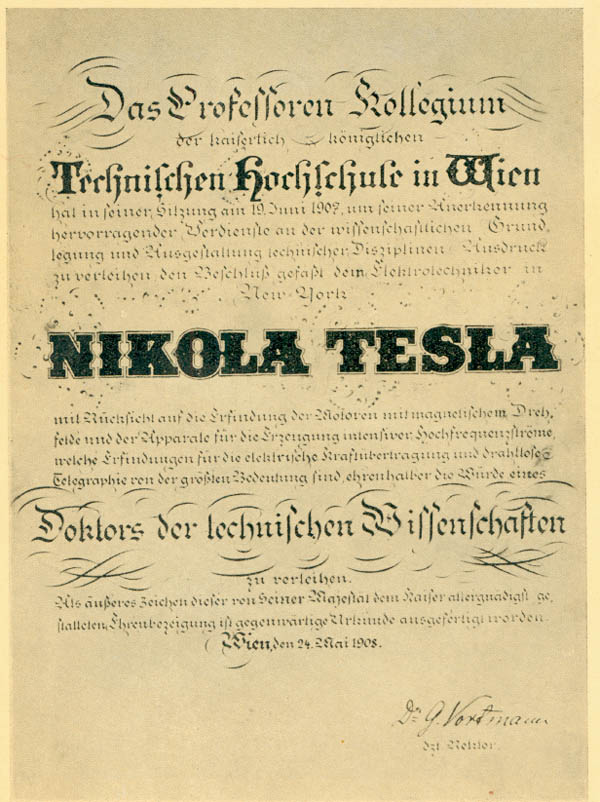 Das Professoren-Kollegium
der kaiserlich-königlichen
Technischen Hochschule in Wien
hat in seiner Sitzung am 19. Juni 1907, um seiner Anerkennung
hervorragender Verdienste an der wissenschaftlichen Grund,
legung und Ausgestaltung technischer Disziplinen Ausdruck
zu verleihen den Beschluß gefaßt dem Elektrotechniker in
New-York
NIKOLA TESLA
mit Rücksicht auf die Erfindung der Motoren mit magnetischem Dreh,
felde und der Apparate für die Erzeugung intensiver Hochfrequenzströme,
welche Erfindungen für die elektrische Kraftübertragung und drahtlose
Telegraphie von der größten Bedeutung sind, ehrenhalber die Würde eines
Doktors der technischen Wissenschaften
zu verleihen.
Als äußeres Zeichen dieser von Seiner Majestät dem Kaiser allergnädigst ge,
statteten Ehrenbezeigung ist gegenwärtige Urkunde ausgefertigt worden.
Wien, den 24. Mai 1908.
Dr. G. Vortmann
dzt. Rektor.